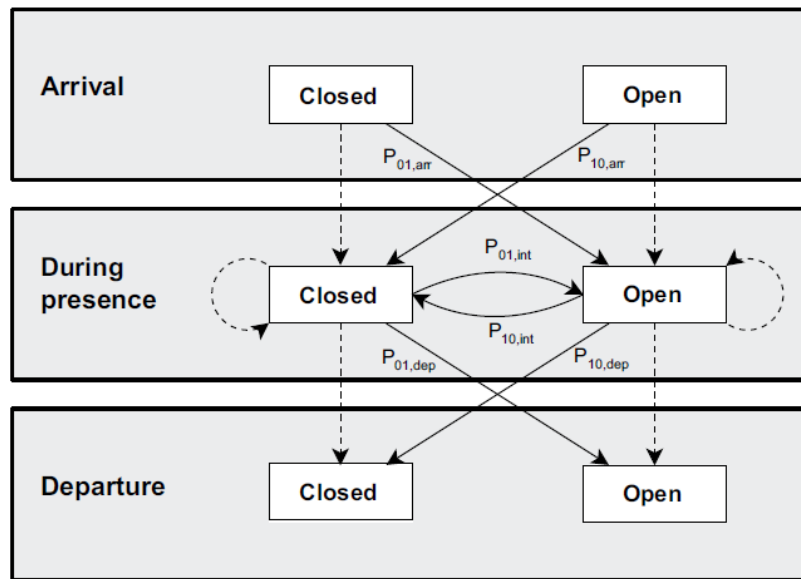 Arrival
Closed
Open
P01,arr
P10,arr
During
presence
Closed
Open
P01,int
P10,int
P01,dep
P10,dep
Departure
Closed
Open